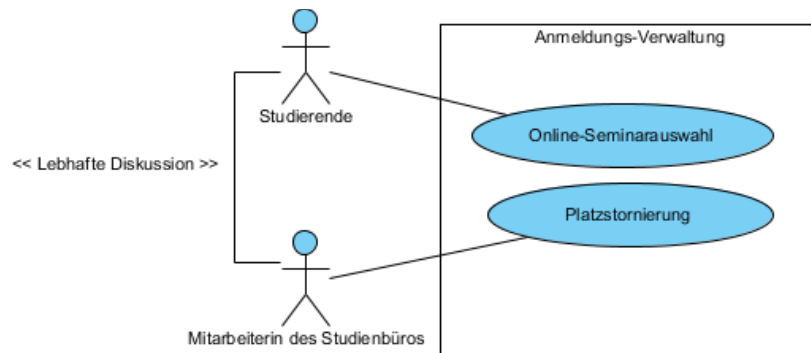 Anmeldungs-Verwaltung
Studierende
Online-Seminarauswahl
<< Lebhafte Diskussion >>
Platzstornierung
Mitarbeiterin des Studienbüros